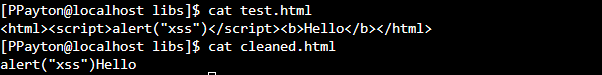 [PPayton@localhost libs]$ cat test.html
<html><script>alert("xss")</script><b>Hello</b></html>
[PPayton@localhost libs]$ cat cleaned.html
alert("xss")Hello